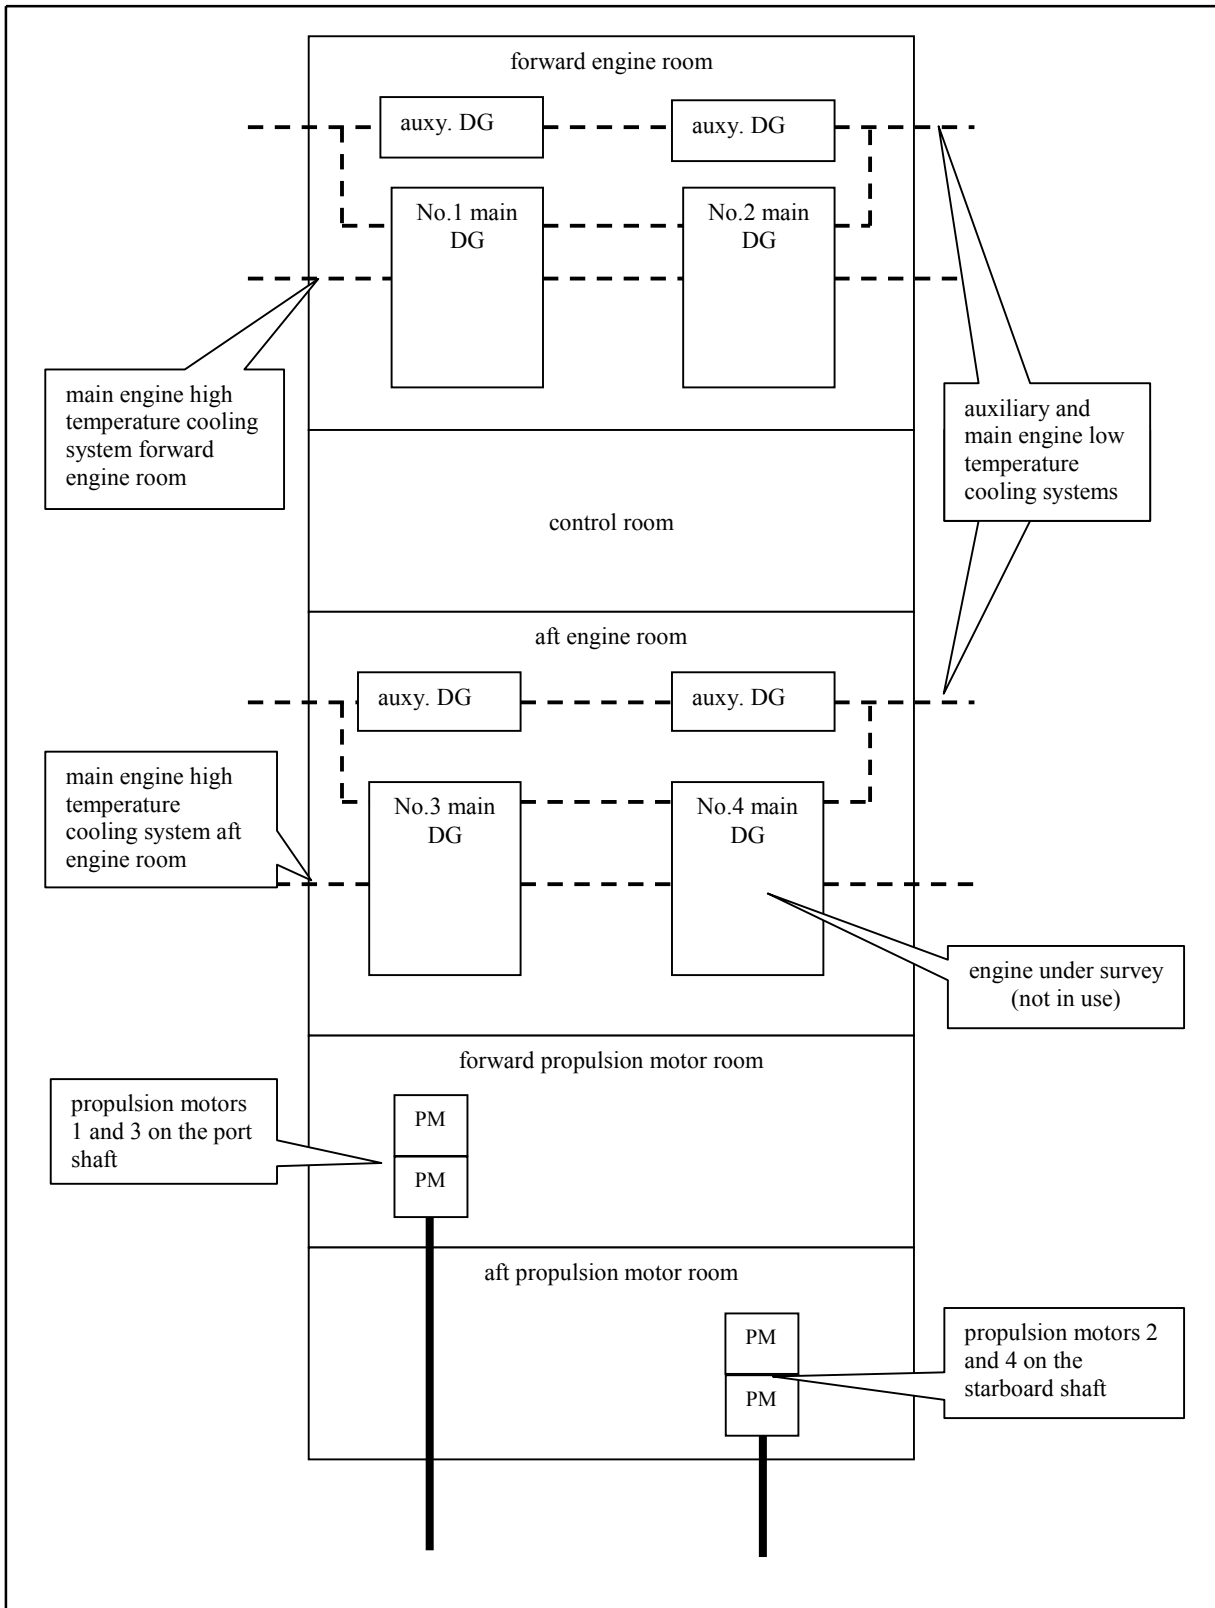 forward engine room
auxy. DG
auxy. DG
No.1 main
DG
No.2 main
DG
main engine high
temperature cooling
system forward
engine room
auxiliary and
main engine low
temperature
cooling systems
control room
aft engine room
auxy. DG
auxy. DG
main engine high
temperature
cooling system aft
engine room
No.3 main
DG
No.4 main
DG
engine under survey
(not in use)
forward propulsion motor room
propulsion motors
1 and 3 on the port
shaft
PM
PM
aft propulsion motor room
PM
PM
propulsion motors 2
and 4 on the
starboard shaft